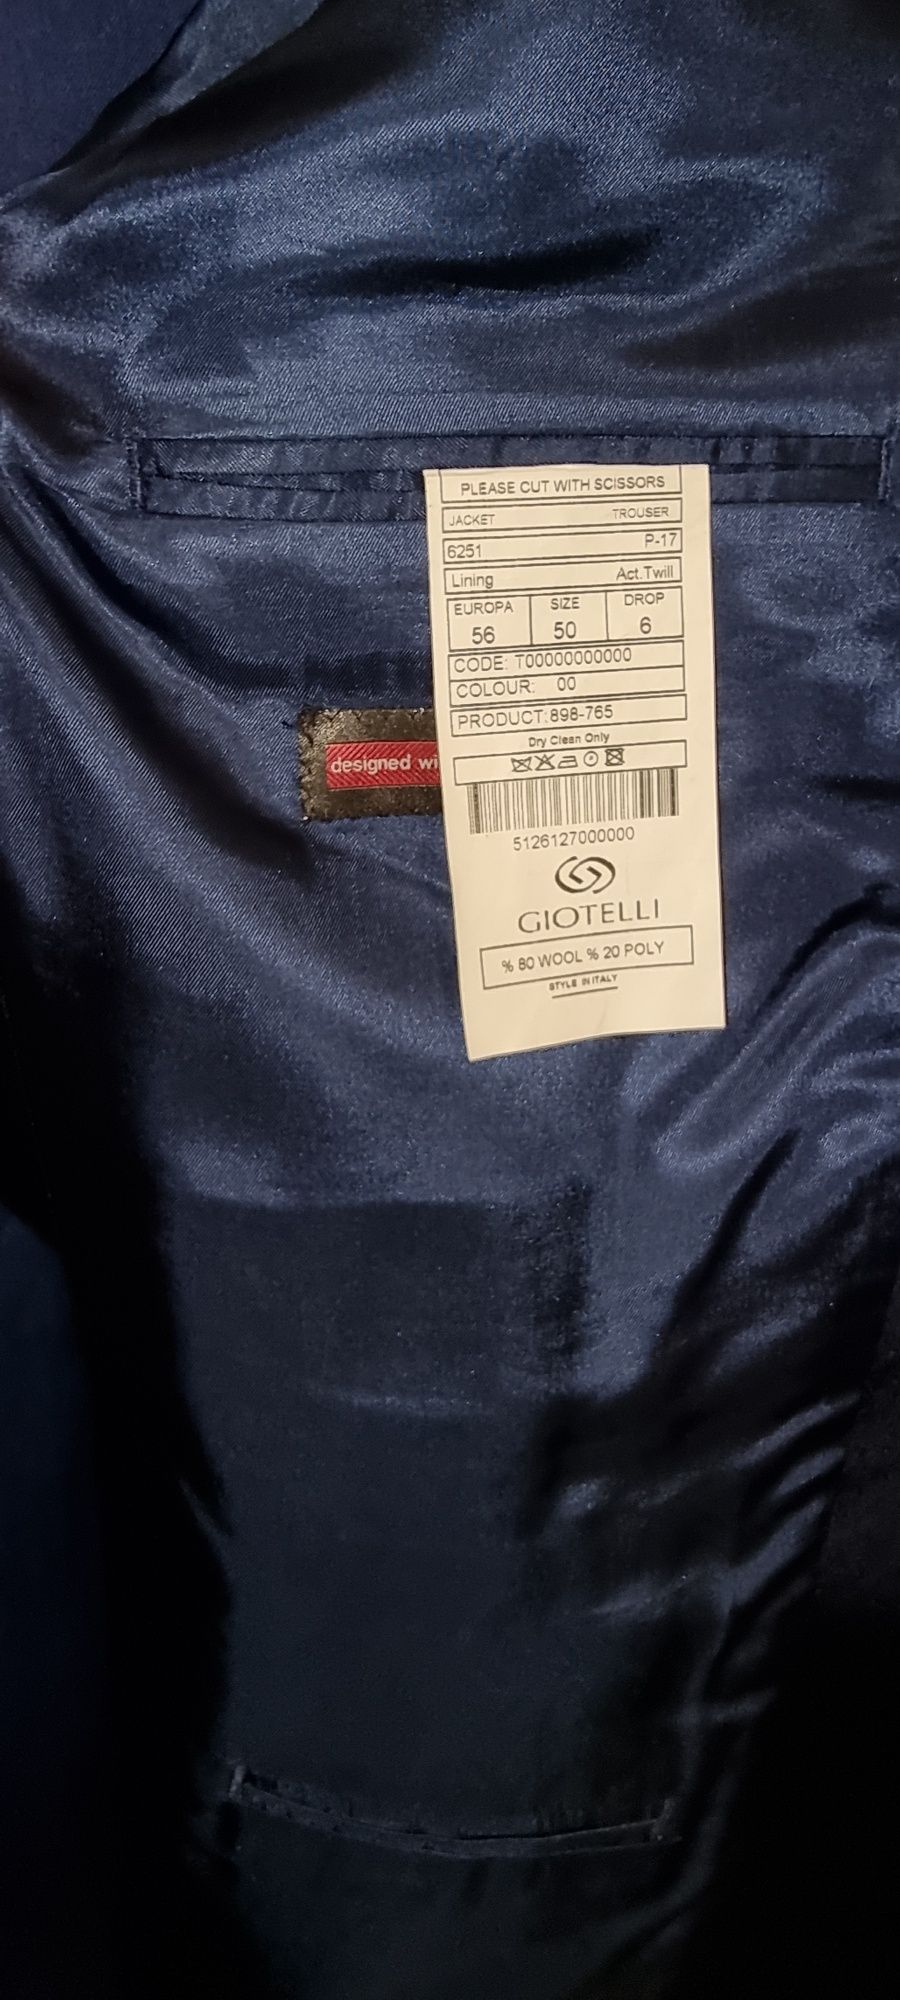 PLEASE CUT WITH SCISSORS
JACKET TROUSER
6251 P-17
Lining Act.Twill
EUROPA SIZE DROP
56 50 6
CODE: T00000000000
COLOUR: 00
PRODUCT:898-765
Dry Clean Only
designed wi
5126127000000
GIOTELLI
% 80 WOOL % 20 POLY
STYLE IN ITALY